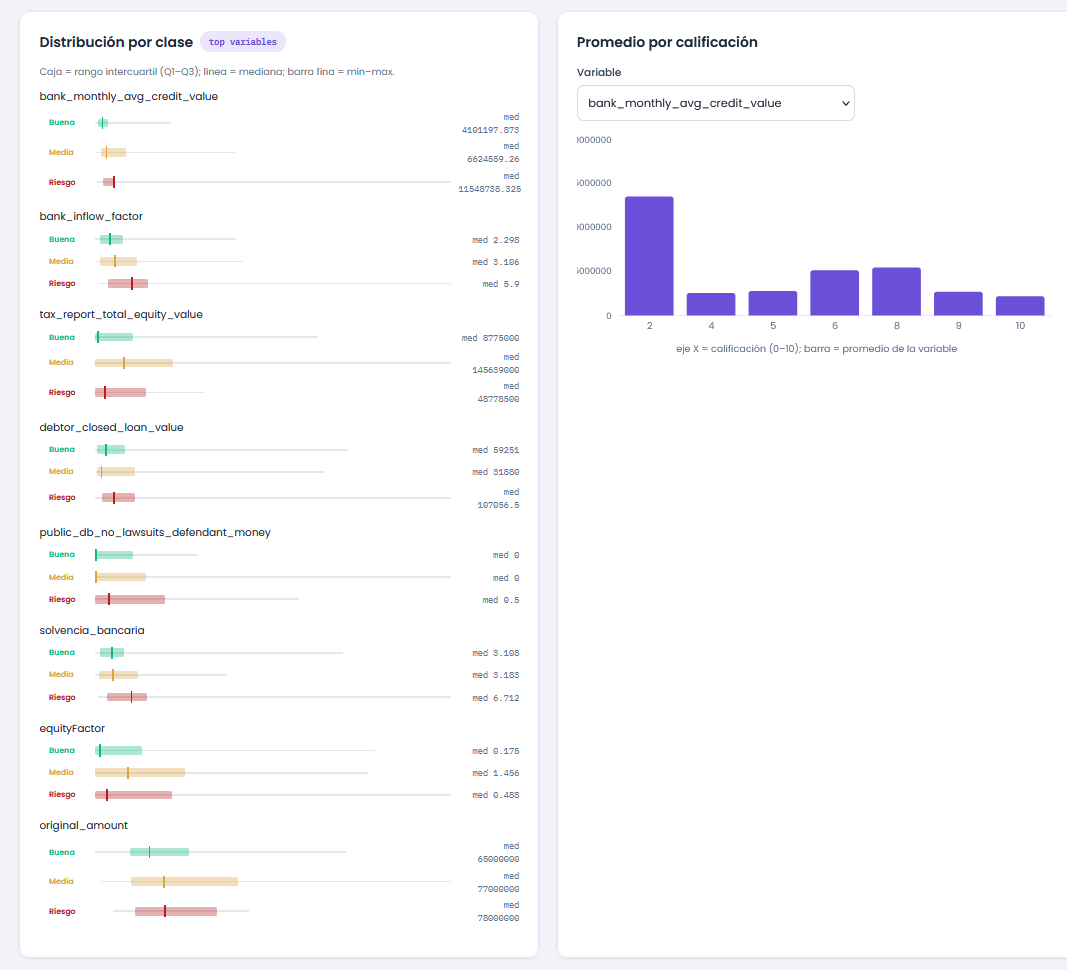 Distribución por clase top variables
Caja = rango intercuartil (Q1–Q3); línea = mediana; barra fina = min–max.
bank_monthly_avg_credit_value
Buena med 4101197.873
Media med 6624559.26
Riesgo med 11548738.325
bank_inflow_factor
Buena med 2.298
Media med 3.106
Riesgo med 5.9
tax_report_total_equity_value
Buena med 8775000
Media med 145639000
Riesgo med 48778500
debtor_closed_loan_value
Buena med 59251
Media med 31880
Riesgo med 107056.5
public_db_no_lawsuits_defendant_money
Buena med 0
Media med 0
Riesgo med 0.5
solvencia_bancaria
Buena med 3.108
Media med 3.183
Riesgo med 6.712
equityFactor
Buena med 0.175
Media med 1.456
Riesgo med 0.488
original_amount
Buena med 65000000
Media med 77000000
Riesgo med 78000000
Promedio por calificación
Variable
bank_monthly_avg_credit_value
5000000
0
2 4 5 6 8 9 10
eje X = calificación (0–10); barra = promedio de la variable